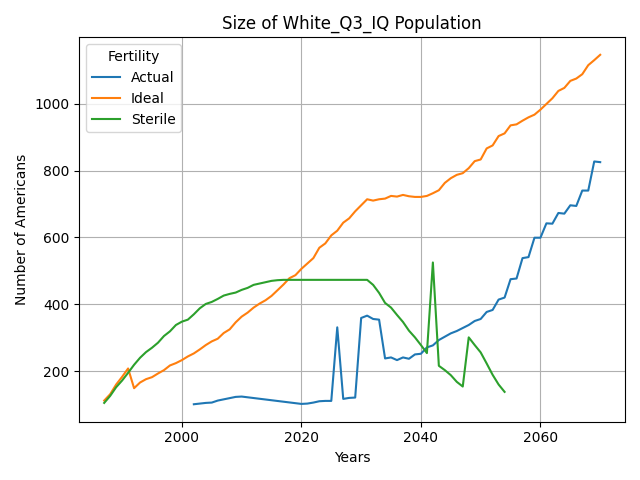 Size of White_Q3_IQ Population
Fertility
Actual
Ideal
Sterile
Number of Americans
1000
800
600
400
200
2000
2020
2040
2060
Years